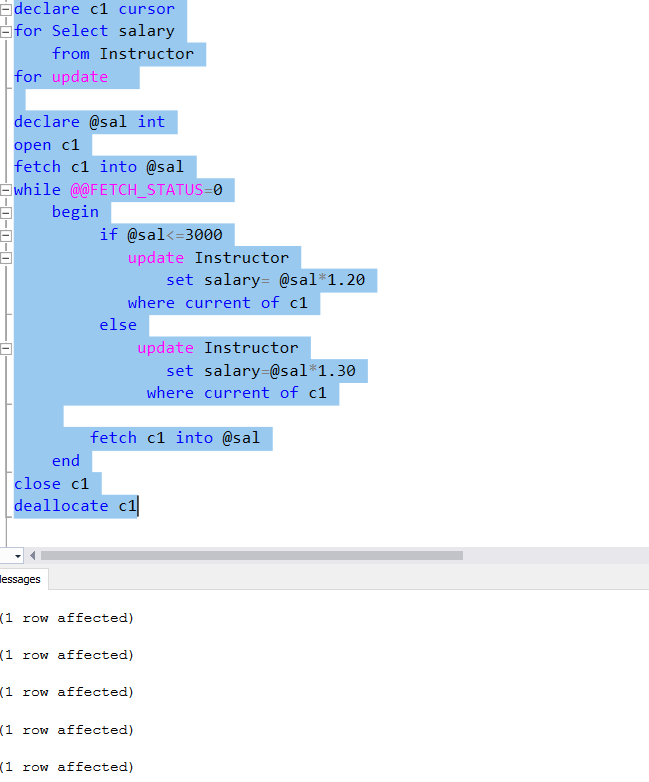 declare c1 cursor
for Select salary
from Instructor
for update
declare @sal int
open c1
fetch c1 into @sal
while @@FETCH_STATUS=0
begin
if @sal<=3000
update Instructor
set salary= @sal*1.20
where current of c1
else
update Instructor
set salary=@sal*1.30
where current of c1
fetch c1 into @sal
end
close c1
deallocate c1
lessages
(1 row affected)
(1 row affected)
(1 row affected)
(1 row affected)
(1 row affected)